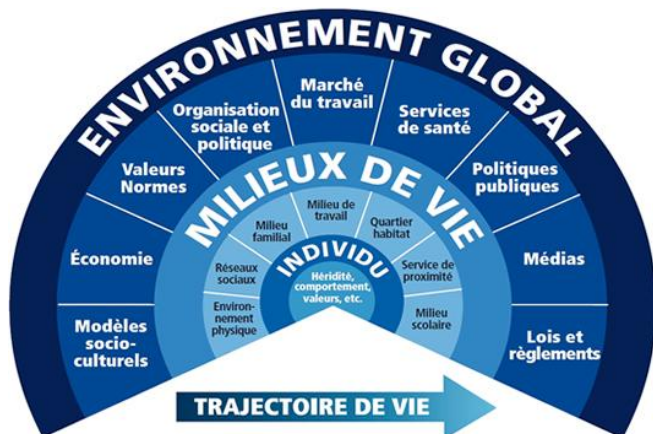 ENVIRONNEMENT GLOBAL
Modèles
socio-
culturels
Économie
Valeurs
Normes
Organisation
sociale et
politique
Marché
du travail
Services
de santé
Politiques
publiques
Médias
Lois et
règlements
MILIEUX DE VIE
Environ-
nement
physique
Réseaux
sociaux
Milieu
familial
Milieu de
travail
Quartier
habitat
Service de
proximité
Milieu
scolaire
INDIVIDU
Héridité,
comportement,
valeurs, etc.
TRAJECTOIRE DE VIE